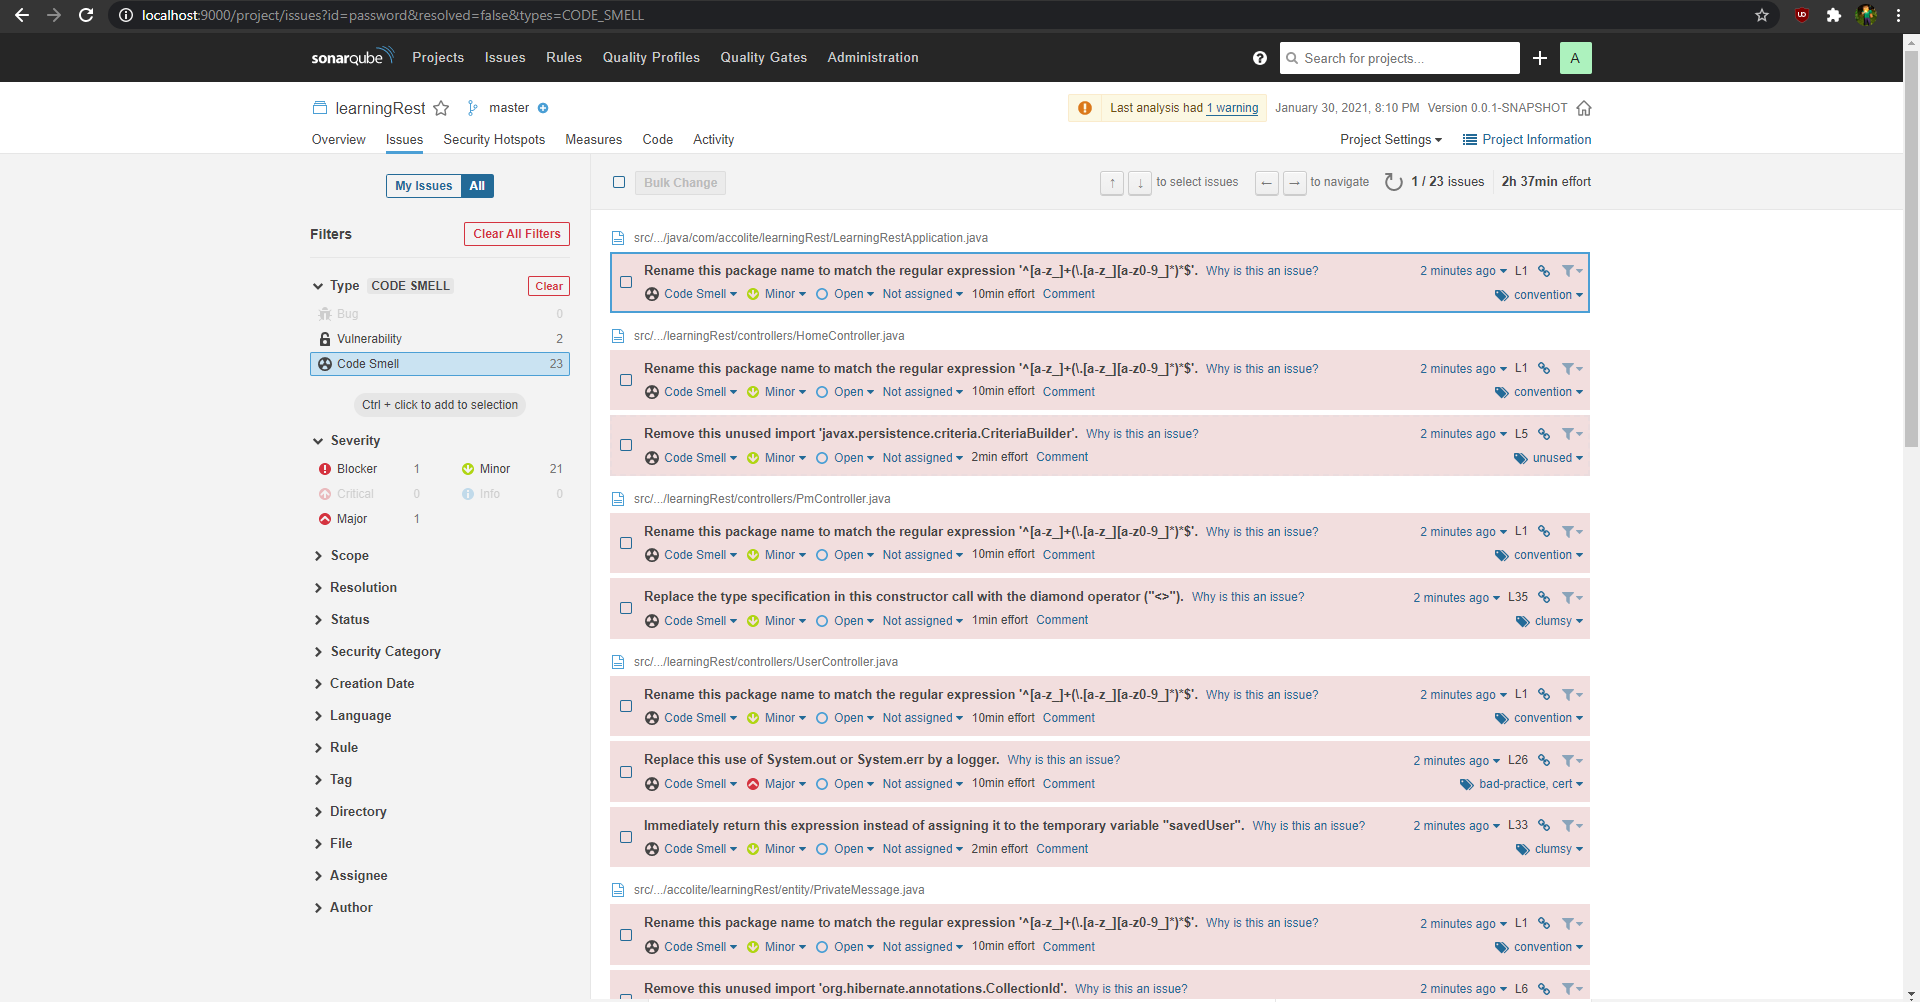 localhost:9000/project/issues?id=password&resolved=false&types=CODE_SMELL
sonarqube Projects Issues Rules Quality Profiles Quality Gates Administration Search for projects... A
learningRest master Last analysis had 1 warning January 30, 2021, 8:10 PM Version 0.0.1-SNAPSHOT
Overview Issues Security Hotspots Measures Code Activity Project Settings Project Information
My Issues All
Bulk Change ↑ ↓ to select issues ← → to navigate 1 / 23 issues 2h 37min effort
Filters Clear All Filters
Type CODE SMELL Clear
Bug 0
Vulnerability 2
Code Smell 23
Ctrl + click to add to selection
Severity
Blocker 1 Minor 21
Critical 0 Info 0
Major 1
Scope
Resolution
Status
Security Category
Creation Date
Language
Rule
Tag
Directory
File
Assignee
Author
src/.../java/com/accolite/learningRest/LearningRestApplication.java
Rename this package name to match the regular expression '^[a-z_]+(\.[a-z_][a-z0-9_]*)*$'. Why is this an issue? 2 minutes ago L1
Code Smell Minor Open Not assigned 10min effort Comment convention
src/.../learningRest/controllers/HomeController.java
Rename this package name to match the regular expression '^[a-z_]+(\.[a-z_][a-z0-9_]*)*$'. Why is this an issue? 2 minutes ago L1
Code Smell Minor Open Not assigned 10min effort Comment convention
Remove this unused import 'javax.persistence.criteria.CriteriaBuilder'. Why is this an issue? 2 minutes ago L5
Code Smell Minor Open Not assigned 2min effort Comment unused
src/.../learningRest/controllers/PmController.java
Rename this package name to match the regular expression '^[a-z_]+(\.[a-z_][a-z0-9_]*)*$'. Why is this an issue? 2 minutes ago L1
Code Smell Minor Open Not assigned 10min effort Comment convention
Replace the type specification in this constructor call with the diamond operator ("<>"). Why is this an issue? 2 minutes ago L35
Code Smell Minor Open Not assigned 1min effort Comment clumsy
src/.../learningRest/controllers/UserController.java
Rename this package name to match the regular expression '^[a-z_]+(\.[a-z_][a-z0-9_]*)*$'. Why is this an issue? 2 minutes ago L1
Code Smell Minor Open Not assigned 10min effort Comment convention
Replace this use of System.out or System.err by a logger. Why is this an issue? 2 minutes ago L26
Code Smell Major Open Not assigned 10min effort Comment bad-practice, cert
Immediately return this expression instead of assigning it to the temporary variable "savedUser". Why is this an issue? 2 minutes ago L33
Code Smell Minor Open Not assigned 2min effort Comment clumsy
src/.../accolite/learningRest/entity/PrivateMessage.java
Rename this package name to match the regular expression '^[a-z_]+(\.[a-z_][a-z0-9_]*)*$'. Why is this an issue? 2 minutes ago L1
Code Smell Minor Open Not assigned 10min effort Comment convention
Remove this unused import 'org.hibernate.annotations.CollectionId'. Why is this an issue? 2 minutes ago L6